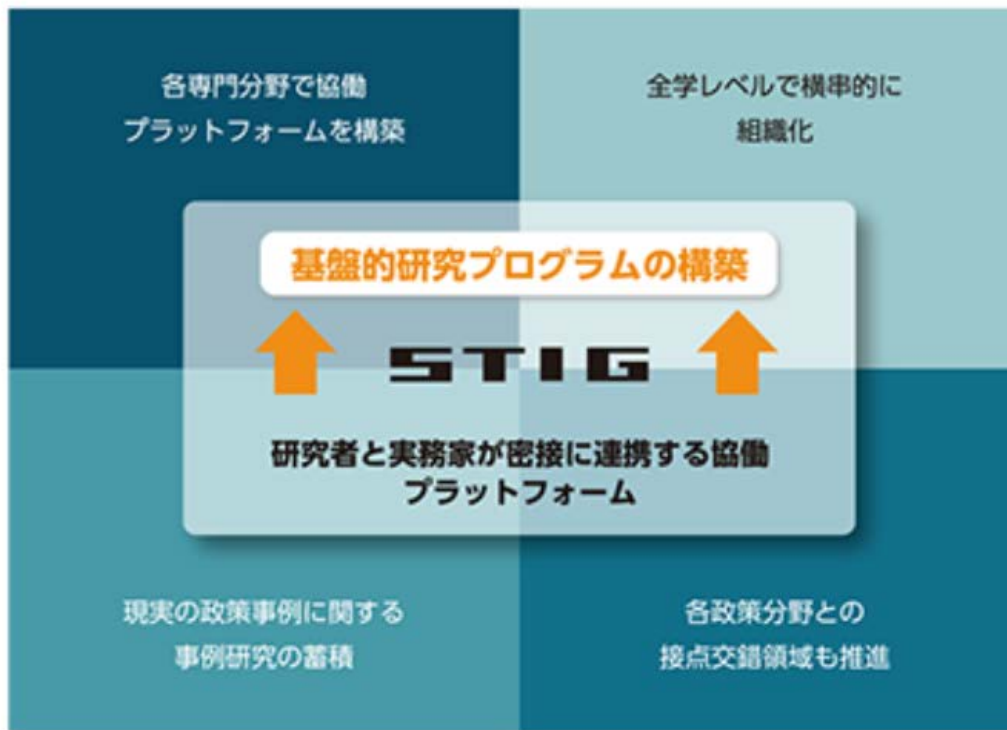 各専門分野で協働
プラットフォームを構築
全学レベルで横串的に
組織化
基盤的研究プログラムの構築
STIG
研究者と実務家が密接に連携する協働
プラットフォーム
現実の政策事例に関する
事例研究の蓄積
各政策分野との
接点交錯領域も推進